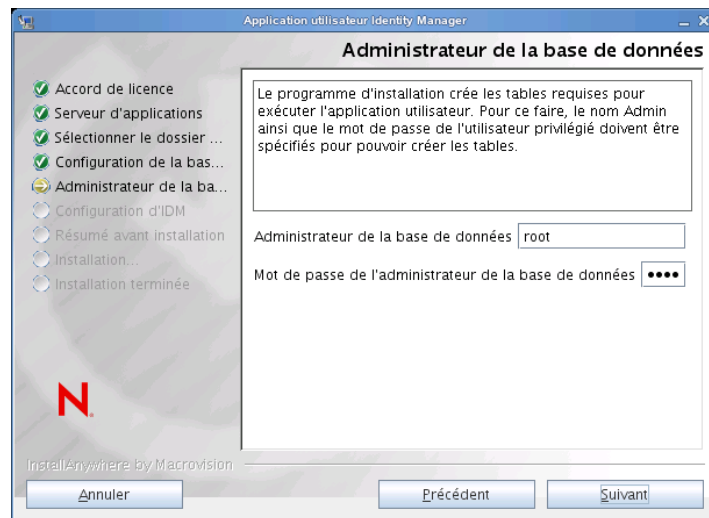 Application utilisateur Identity Manager
Administrateur de la base de données
Accord de licence
Serveur d'applications
Sélectionner le dossier ...
Configuration de la bas...
Administrateur de la ba...
Configuration d'IDM
Résumé avant installation
Installation...
Installation terminée
Le programme d'installation crée les tables requises pour
exécuter l'application utilisateur. Pour ce faire, le nom Admin
ainsi que le mot de passe de l'utilisateur privilégié doivent être
spécifiés pour pouvoir créer les tables.
Administrateur de la base de données root
Mot de passe de l'administrateur de la base de données ••••
N.
InstallAnywhere by Macrovision
Annuler
Précédent
Suivant